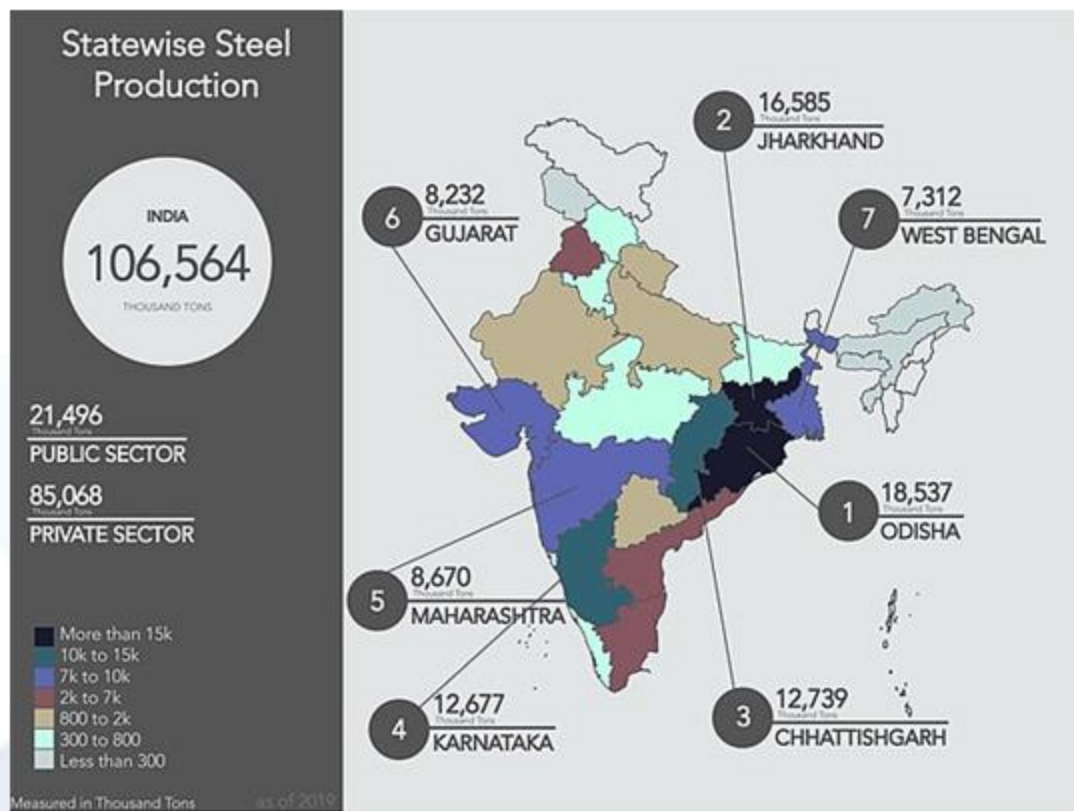 Statewise Steel
Production
INDIA
106,564
THOUSAND TONS
21,496
Thousand Tons
PUBLIC SECTOR
85,068
Thousand Tons
PRIVATE SECTOR
More than 15k
10k to 15k
7k to 10k
2k to 7k
800 to 2k
300 to 800
Less than 300
Measured in Thousand Tons
as of 2019
2
16,585
Thousand Tons
JHARKHAND
6
8,232
Thousand Tons
GUJARAT
7
7,312
Thousand Tons
WEST BENGAL
1
18,537
Thousand Tons
ODISHA
5
8,670
Thousand Tons
MAHARASHTRA
4
12,677
Thousand Tons
KARNATAKA
3
12,739
Thousand Tons
CHHATTISHGARH